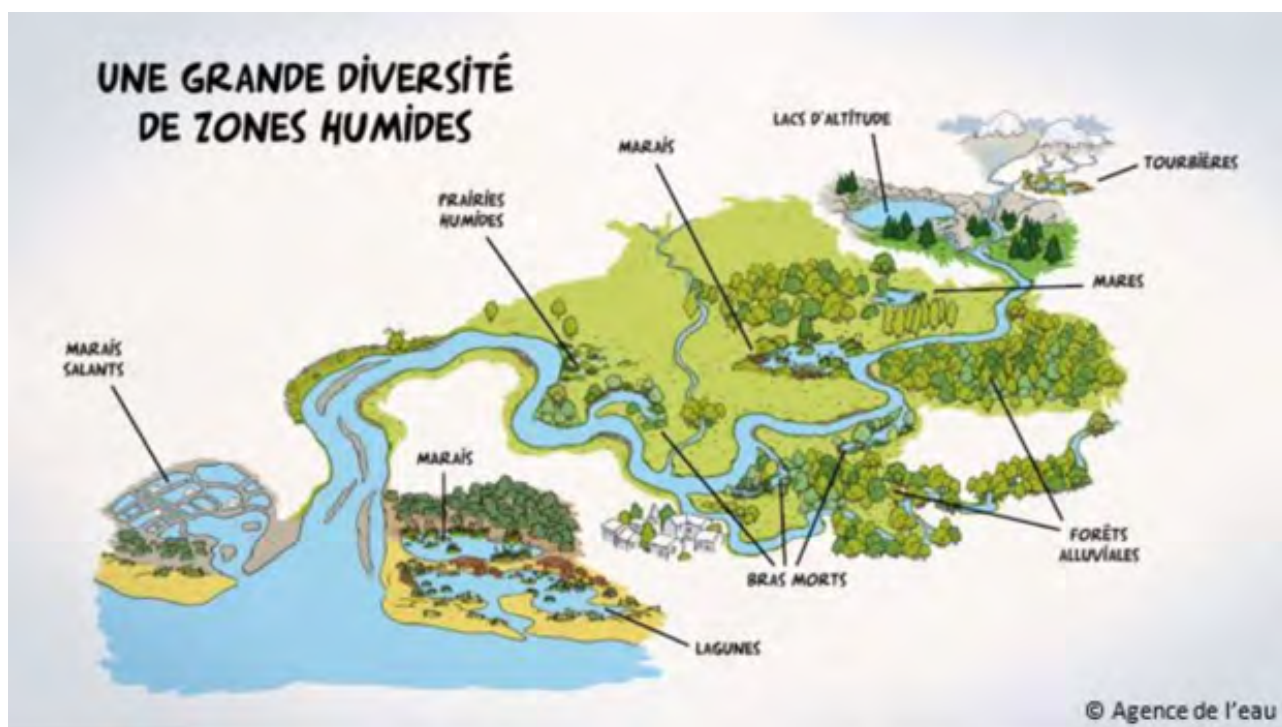 UNE GRANDE DIVERSITÉ
DE ZONES HUMIDES
LACS D'ALTITUDE
MARAIS
TOURBIÈRES
PRAIRIES
HUMIDES
MARES
MARAIS
SALANTS
MARAIS
FORÊTS
ALLUVIALES
BRAS MORTS
LAGUNES
© Agence de l'eau